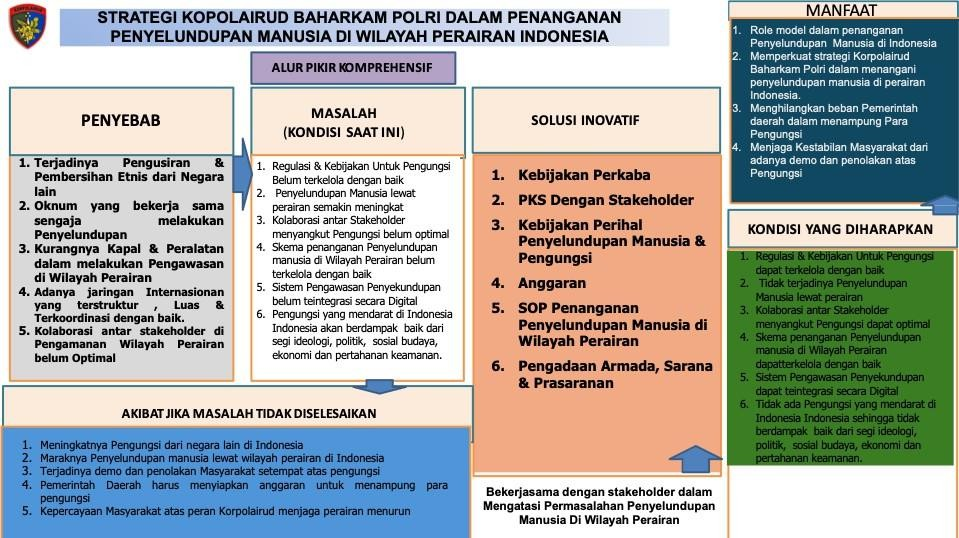 STRATEGI KOPOLAIRUD BAHARKAM POLRI DALAM PENANGANAN
PENYELUNDUPAN MANUSIA DI WILAYAH PERAIRAN INDONESIA
ALUR PIKIR KOMPREHENSIF
PENYEBAB
1. Terjadinya Pengusiran &
Pembersihan Etnis dari Negara
lain
2. Oknum yang bekerja sama
sengaja melakukan
Penyelundupan
3. Kurangnya Kapal & Peralatan
dalam melakukan Pengawasan
di Wilayah Perairan
4. Adanya jaringan Internasionan
yang terstruktur , Luas &
Terkoordinasi dengan baik.
5. Kolaborasi antar stakeholder di
Pengamanan Wilayah Perairan
belum Optimal
MASALAH
(KONDISI SAAT INI)
1. Regulasi & Kebijakan Untuk Pengungsi
Belum terkelola dengan baik
2. Penyelundupan Manusia lewat
perairan semakin meningkat
3. Kolaborasi antar Stakeholder
menyangkut Pengungsi belum optimal
4. Skema penanganan Penyelundupan
manusia di Wilayah Perairan belum
terkelola dengan baik
5. Sistem Pengawasan Penyekundupan
belum teintegrasi secara Digital
6. Pengungsi yang mendarat di Indonesia
Indonesia akan berdampak baik dari
segi ideologi, politik, sosial budaya,
ekonomi dan pertahanan keamanan.
AKIBAT JIKA MASALAH TIDAK DISELESAIKAN
1. Meningkatnya Pengungsi dari negara lain di Indonesia
2. Maraknya Penyelundupan manusia lewat wilayah perairan di Indonesia
3. Terjadinya demo dan penolakan Masyarakat setempat atas pengungsi
4. Pemerintah Daerah harus menyiapkan anggaran untuk menampung para
pengungsi
5. Kepercayaan Masyarakat atas peran Korpolairud menjaga perairan menurun
SOLUSI INOVATIF
1. Kebijakan Perkaba
2. PKS Dengan Stakeholder
3. Kebijakan Perihal
Penyelundupan Manusia &
Pengungsi
4. Anggaran
5. SOP Penanganan
Penyelundupan Manusia di
Wilayah Perairan
6. Pengadaan Armada, Sarana
& Prasaranan
Bekerjasama dengan stakeholder dalam
Mengatasi Permasalahan Penyelundupan
Manusia Di Wilayah Perairan
MANFAAT
1. Role model dalam penanganan
Penyelundupan Manusia di Indonesia
2. Memperkuat strategi Korpolairud
Baharkam Polri dalam menangani
penyelundupan manusia di perairan
Indonesia.
3. Menghilangkan beban Pemerintah
daerah dalam menampung Para
Pengungsi
4. Menjaga Kestabilan Masyarakat dari
adanya demo dan penolakan atas
Pengungsi
KONDISI YANG DIHARAPKAN
1. Regulasi & Kebijakan Untuk Pengungsi
dapat terkelola dengan baik
2. Tidak terjadinya Penyelundupan
Manusia lewat perairan
3. Kolaborasi antar Stakeholder
menyangkut Pengungsi dapat optimal
4. Skema penanganan Penyelundupan
manusia di Wilayah Perairan
dapatterkelola dengan baik
5. Sistem Pengawasan Penyekundupan
dapat teintegrasi secara Digital
6. Tidak ada Pengungsi yang mendarat di
Indonesia Indonesia sehingga tidak
berdampak baik dari segi ideologi,
politik, sosial budaya, ekonomi dan
pertahanan keamanan.